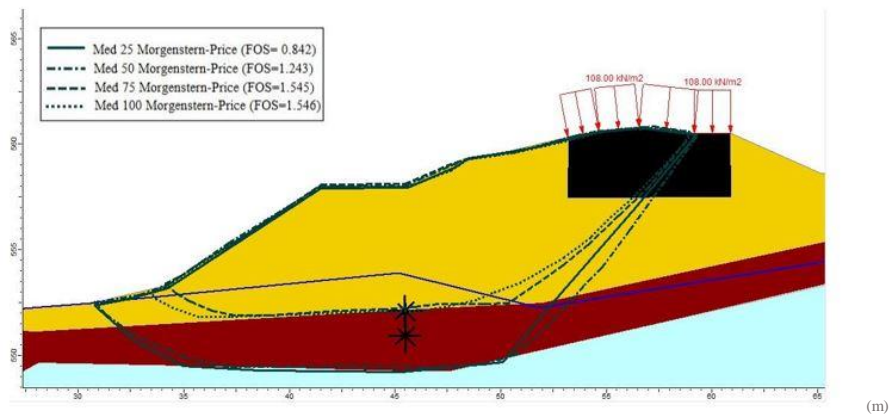 Med 25 Morgenstern-Price (FOS= 0.842)
Med 50 Morgenstern-Price (FOS=1.243)
Med 75 Morgenstern-Price (FOS=1.545)
Med 100 Morgenstern-Price (FOS=1.546)
108.00 kN/m2
108.00 kN/m2
565
560
555
550
30
35
40
45
50
55
60
65
(m)